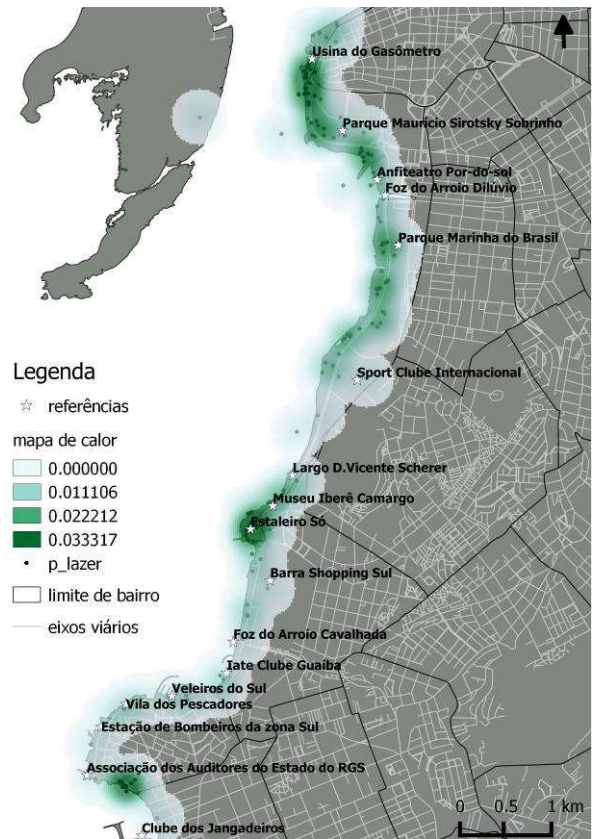 Usina do Gasômetro
Parque Maurício Sirotsky Sobrinho
Anfiteatro Por-do-sol
Foz do Arroio Dilúvio
Parque Marinha do Brasil
Sport Clube Internacional
Largo D.Vicente Scherer
Museu Iberê Camargo
Estaleiro Só
Barra Shopping Sul
Foz do Arroio Cavalhada
Iate Clube Guaíba
Veleiros do Sul
Vila dos Pescadores
Estação de Bombeiros da zona Sul
Associação dos Auditores do Estado do RGS
Clube dos Jangadeiros
Legenda
referências
mapa de calor
0.000000
0.011106
0.022212
0.033317
p_lazer
limite de bairro
eixos viários
0 0.5 1 km